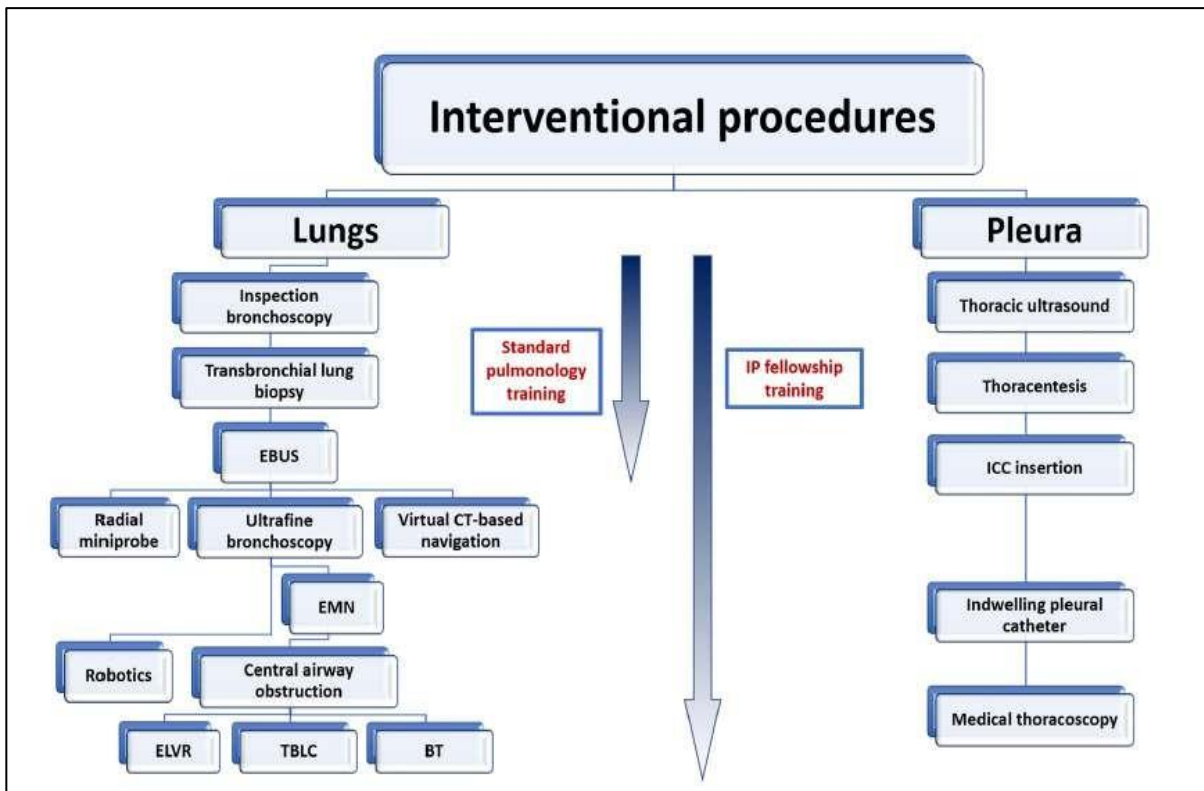 Interventional procedures
Lungs
Pleura
Inspection
bronchoscopy
Thoracic ultrasound
Standard
pulmonology
training
IP fellowship
training
Transbronchial lung
biopsy
Thoracentesis
EBUS
ICC insertion
Radial
miniprobe
Ultrafine
bronchoscopy
Virtual CT-based
navigation
EMN
Indwelling pleural
catheter
Robotics
Central airway
obstruction
Medical thoracoscopy
ELVR
TBLC
BT